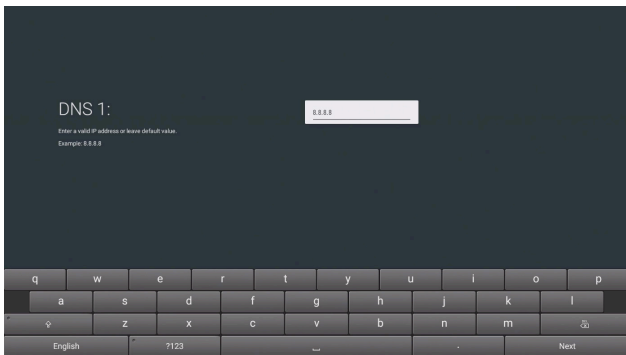 DNS 1:
8.8.8.8
Enter a valid IP address or leave default value.
Example: 8.8.8.8
q w e r t y u i o p
a s d f g h j k l
z x c v b n m
English ?123 . Next